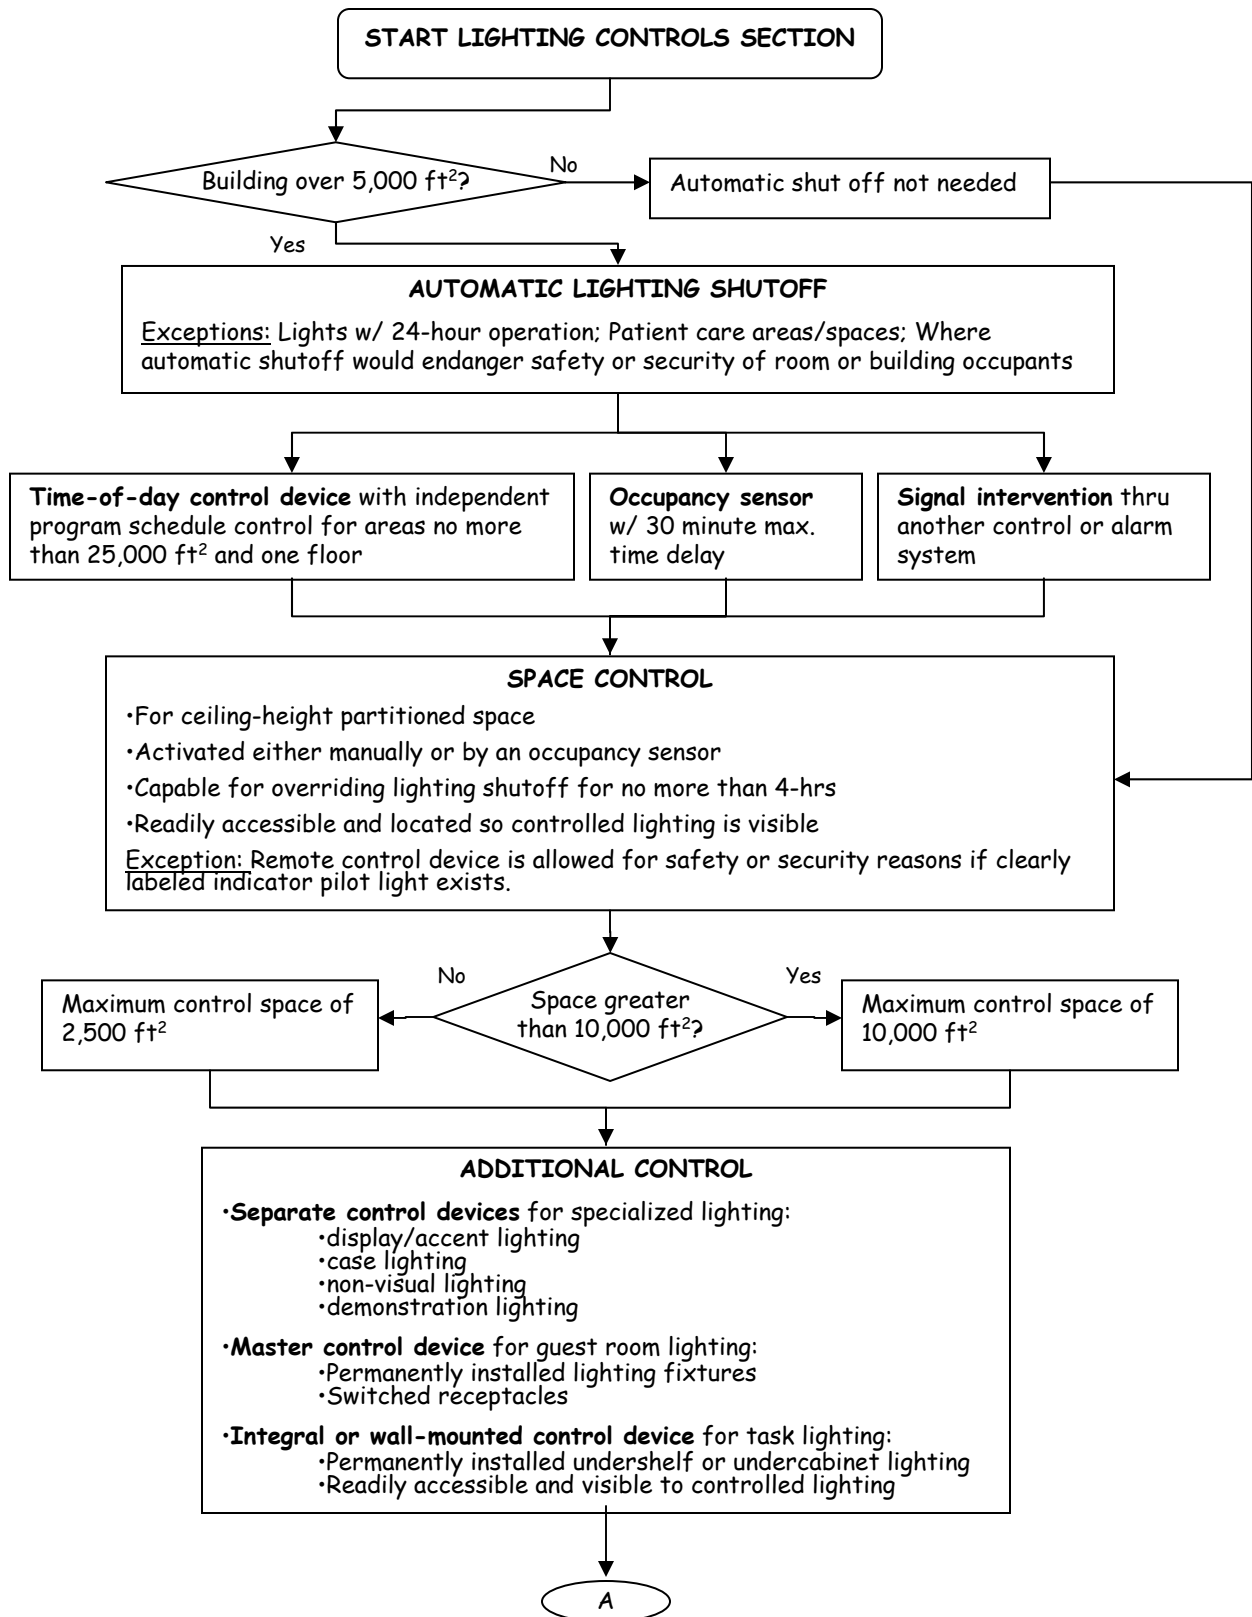 START LIGHTING CONTROLS SECTION
Building over 5,000 ft²?
No
Automatic shut off not needed
Yes
AUTOMATIC LIGHTING SHUTOFF
Exceptions: Lights w/ 24-hour operation; Patient care areas/spaces; Where
automatic shutoff would endanger safety or security of room or building occupants
Time-of-day control device with independent
program schedule control for areas no more
than 25,000 ft² and one floor
Occupancy sensor
w/ 30 minute max.
time delay
Signal intervention thru
another control or alarm
system
SPACE CONTROL
•For ceiling-height partitioned space
•Activated either manually or by an occupancy sensor
•Capable for overriding lighting shutoff for no more than 4-hrs
•Readily accessible and located so controlled lighting is visible
Exception: Remote control device is allowed for safety or security reasons if clearly
labeled indicator pilot light exists.
No
Yes
Maximum control space of
2,500 ft²
Space greater
than 10,000 ft²?
Maximum control space of
10,000 ft²
ADDITIONAL CONTROL
•Separate control devices for specialized lighting:
•display/accent lighting
•case lighting
•non-visual lighting
•demonstration lighting
•Master control device for guest room lighting:
•Permanently installed lighting fixtures
•Switched receptacles
•Integral or wall-mounted control device for task lighting:
•Permanently installed undershelf or undercabinet lighting
•Readily accessible and visible to controlled lighting
A